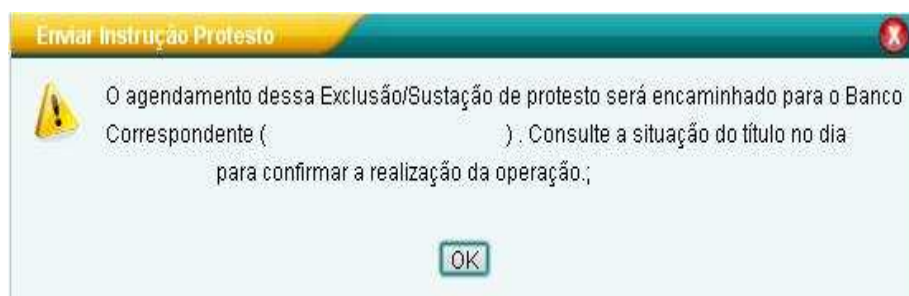 Enviar Instrução Protesto
O agendamento dessa Exclusão/Sustação de protesto será encaminhado para o Banco
Correspondente ( ) . Consulte a situação do título no dia
para confirmar a realização da operação.;
OK